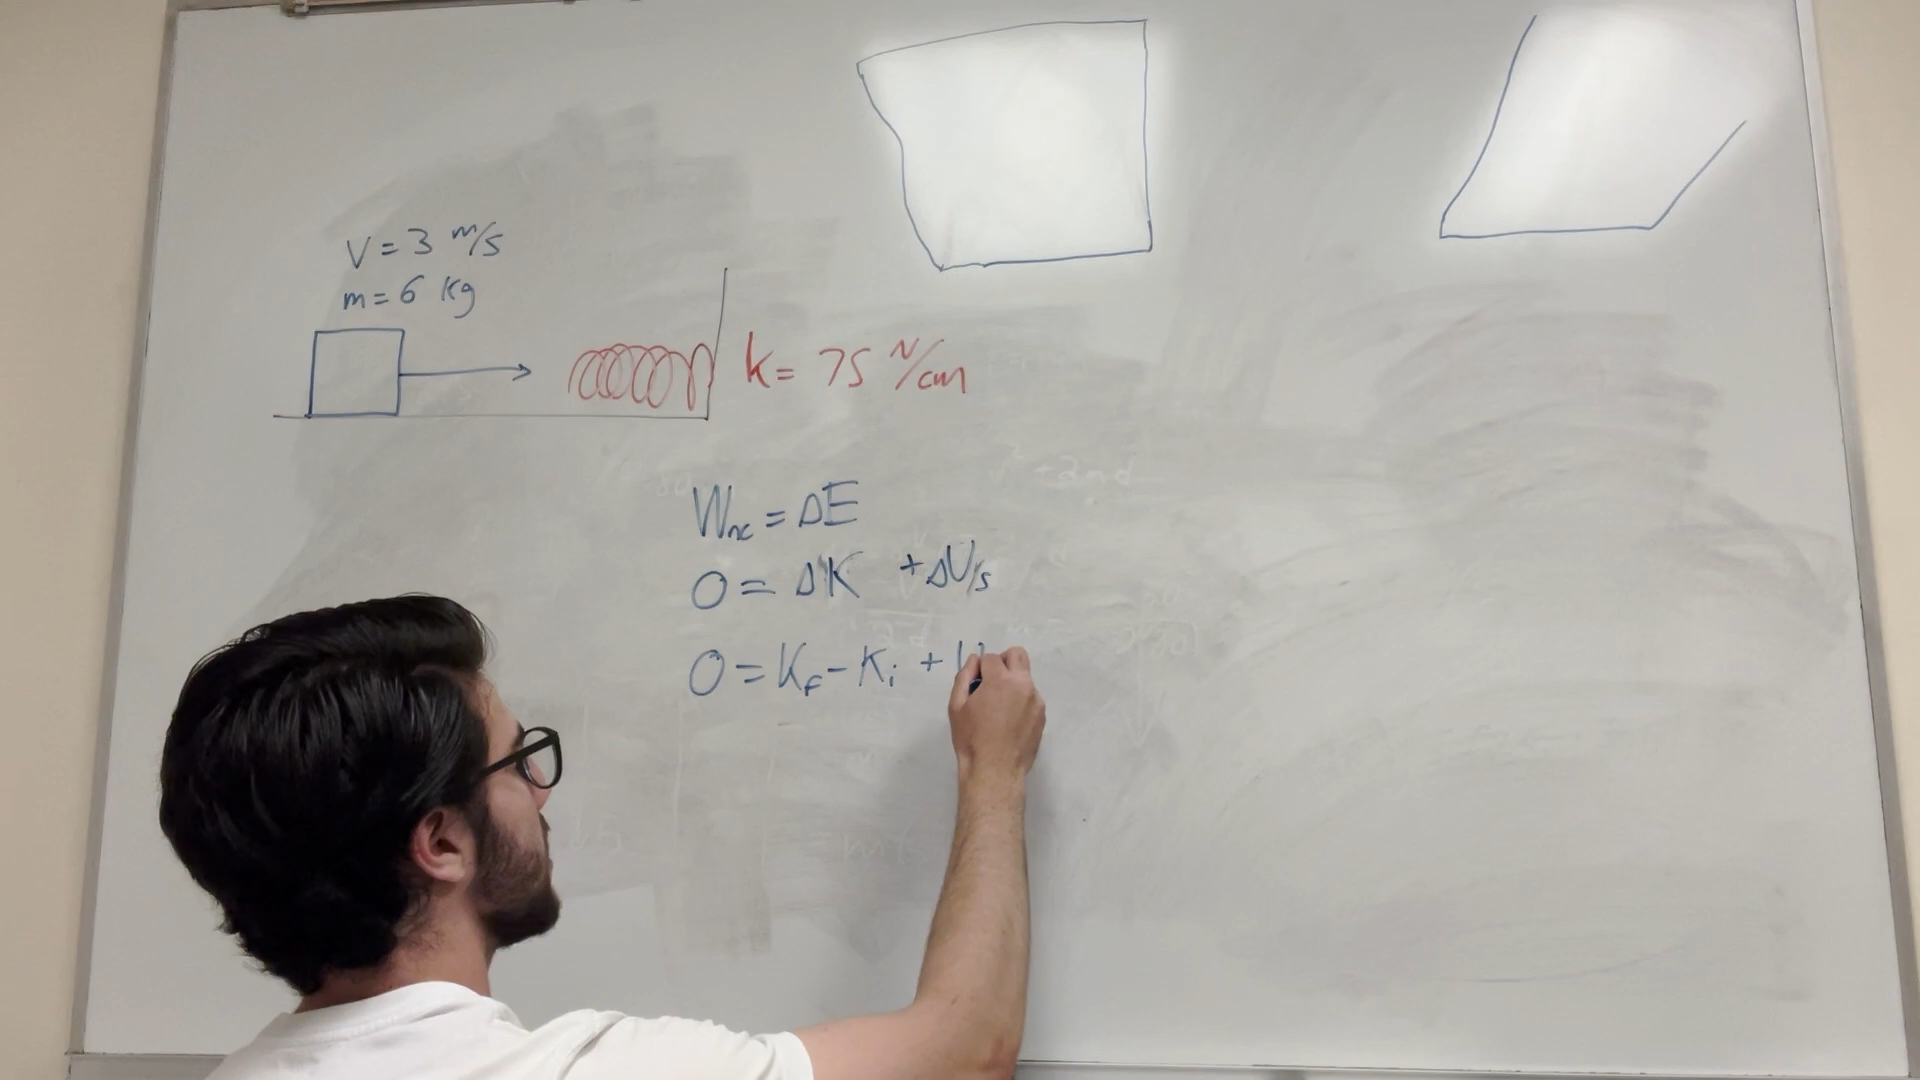 V = 3 m/s
m = 6 kg
k = 75 N/cm
Wnc = ΔE
0 = ΔK + ΔUs
0 = Kf - Ki + U